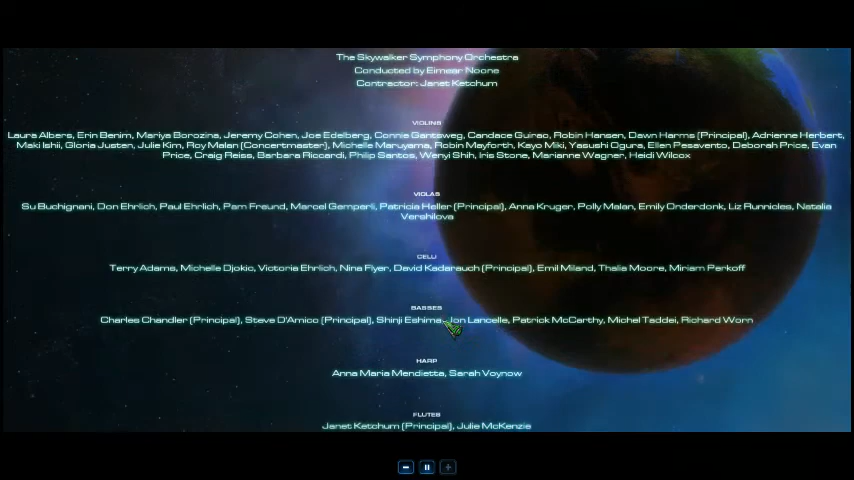 The Skywalker Symphony Orchestra
Conducted by Eimear Noone
Contractor: Janet Ketchum
VIOLINS
Laura Albers, Erin Benim, Mariya Borozina, Jeremy Cohen, Joe Edelberg, Connie Gantsweg, Candace Guirao, Robin Hansen, Dawn Harms (Principal), Adrienne Herbert,
Maki Ishii, Gloria Justen, Julie Kim, Roy Malan (Concertmaster), Michelle Maruyama, Robin Mayforth, Kayo Miki, Yasushi Ogura, Ellen Pesavento, Deborah Price, Evan
Price, Craig Reiss, Barbara Riccardi, Philip Santos, Wenyi Shih, Iris Stone, Marianne Wagner, Heidi Wilcox
VIOLAS
Su Buchignani, Don Ehrlich, Paul Ehrlich, Pam Freund, Marcel Gemperli, Patricia Heller (Principal), Anna Kruger, Polly Malan, Emily Onderdonk, Liz Runnicles, Natalia
Vershilova
CELLI
Terry Adams, Michelle Djokic, Victoria Ehrlich, Nina Flyer, David Kadarauch (Principal), Emil Miland, Thalia Moore, Miriam Perkoff
BASSES
Charles Chandler (Principal), Steve D'Amico (Principal), Shinji Eshima, Jon Lancelle, Patrick McCarthy, Michel Taddei, Richard Worn
HARP
Anna Maria Mendietta, Sarah Voynow
FLUTES
Janet Ketchum (Principal), Julie McKenzie